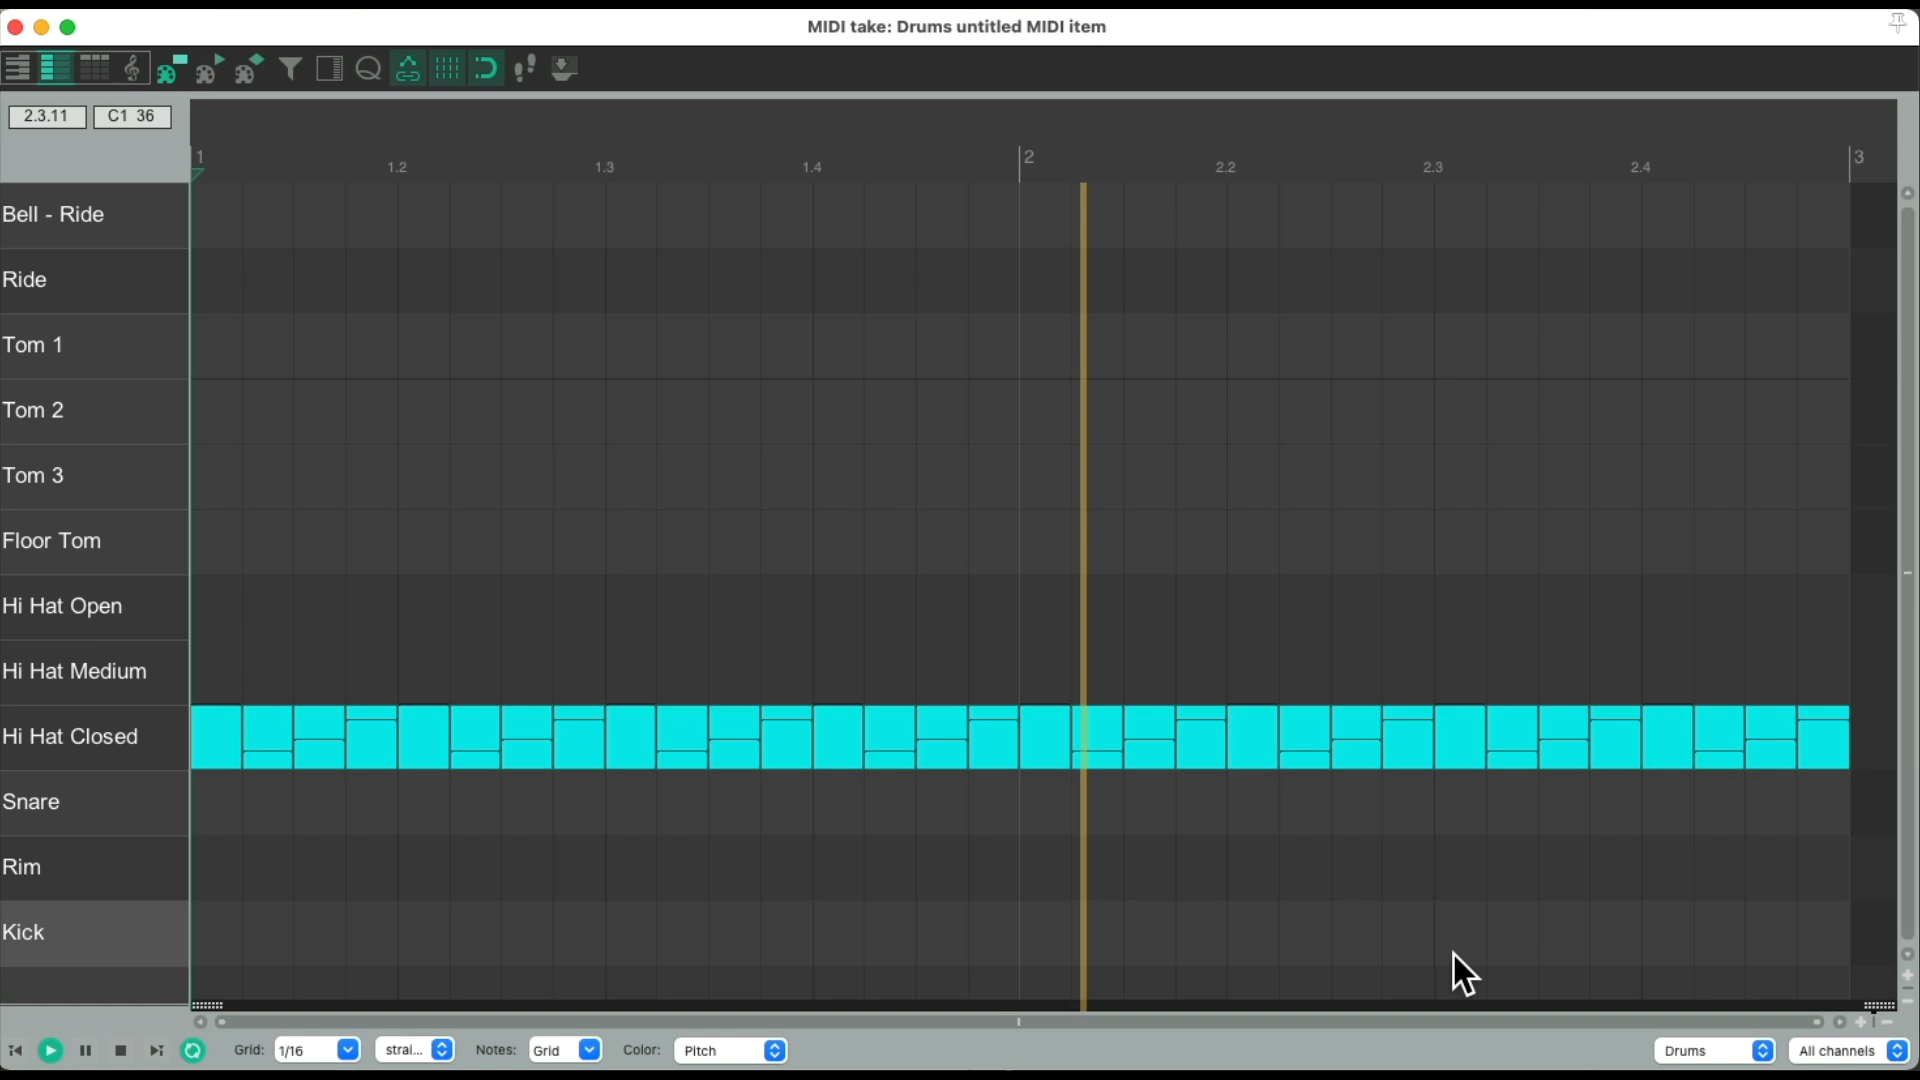 MIDI take: Drums untitled MIDI item
2.3.11 C1 36
1 1.2 1.3 1.4 2 2.2 2.3 2.4 3
Bell - Ride
Ride
Tom 1
Tom 2
Tom 3
Floor Tom
Hi Hat Open
Hi Hat Medium
Hi Hat Closed
Snare
Rim
Kick
Grid: 1/16 strai... Notes: Grid Color: Pitch Drums All channels